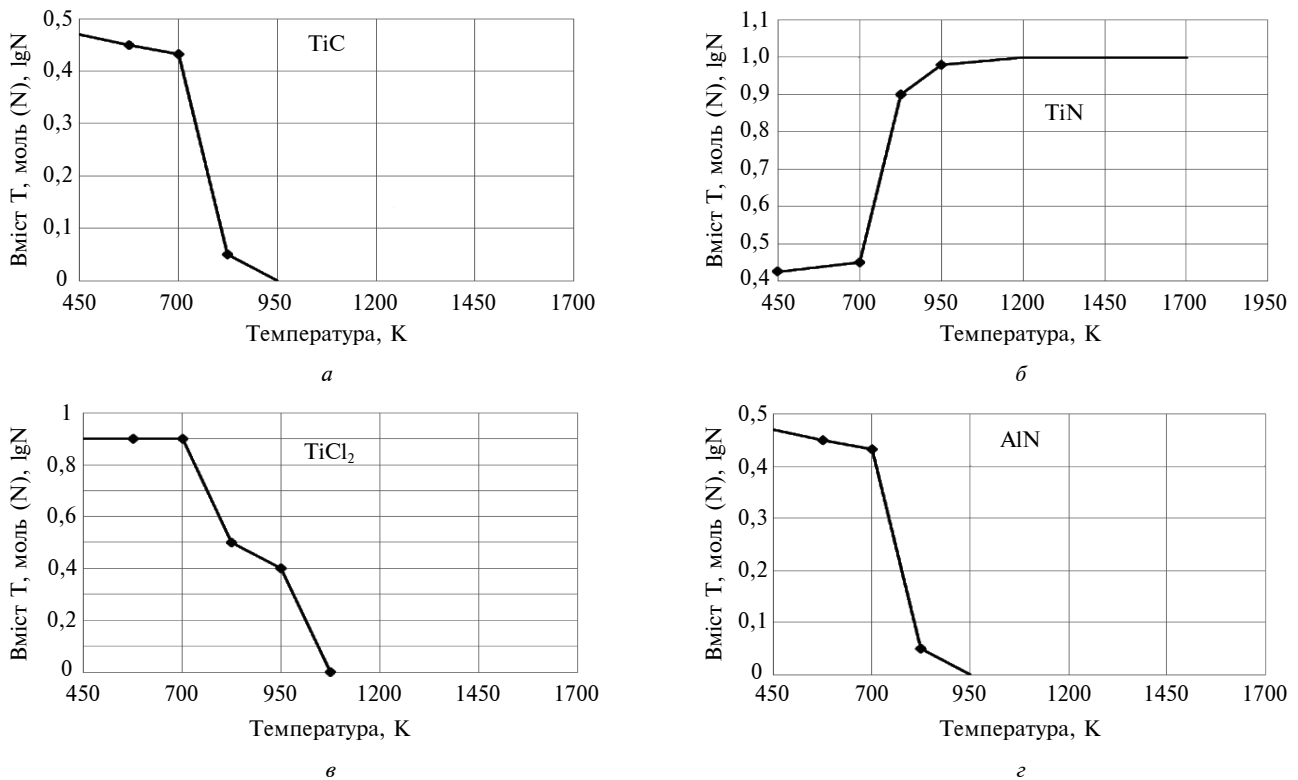 0,5
0,4
0,3
0,2
0,1
0
Вміст Т, моль (N), lgN
TiC
450 700 950 1200 1450 1700
Температура, K
а
1,1
1,0
0,9
0,8
0,7
0,6
0,5
0,4
Вміст Т, моль (N), lgN
TiN
450 700 950 1200 1450 1700 1950
Температура, K
б
1
0,8
0,6
0,4
0,2
0
Вміст Т, моль (N), lgN
TiCl₂
450 700 950 1200 1450 1700
Температура, K
в
0,5
0,4
0,3
0,2
0,1
0
Вміст Т, моль (N), lgN
AlN
450 700 950 1200 1450 1700
Температура, K
г